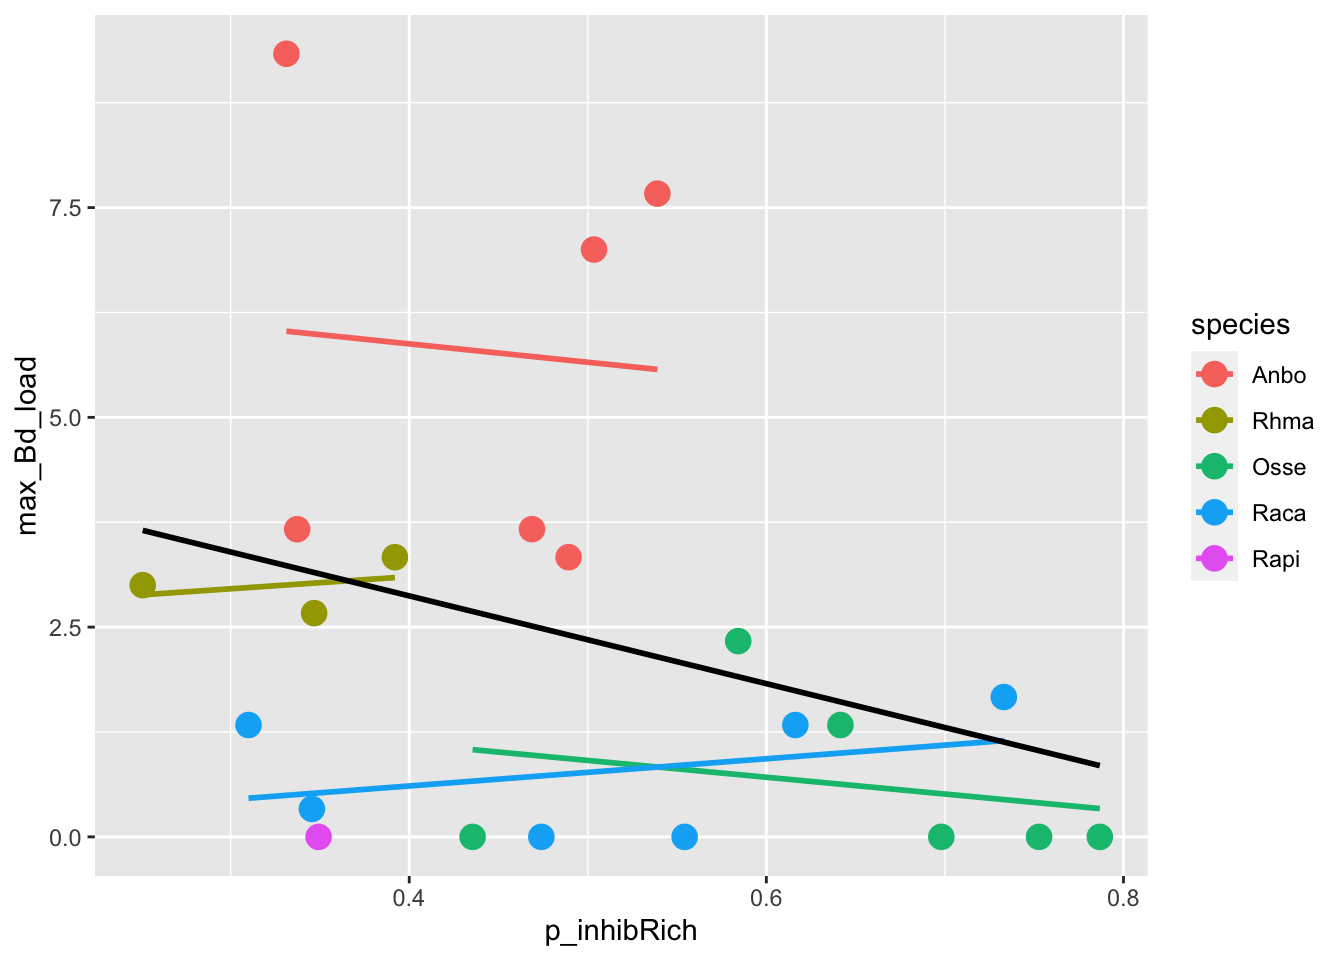 max_Bd_load
7.5
5.0
2.5
0.0
0.4
0.6
0.8
p_inhibRich
species
Anbo
Rhma
Osse
Raca
Rapi